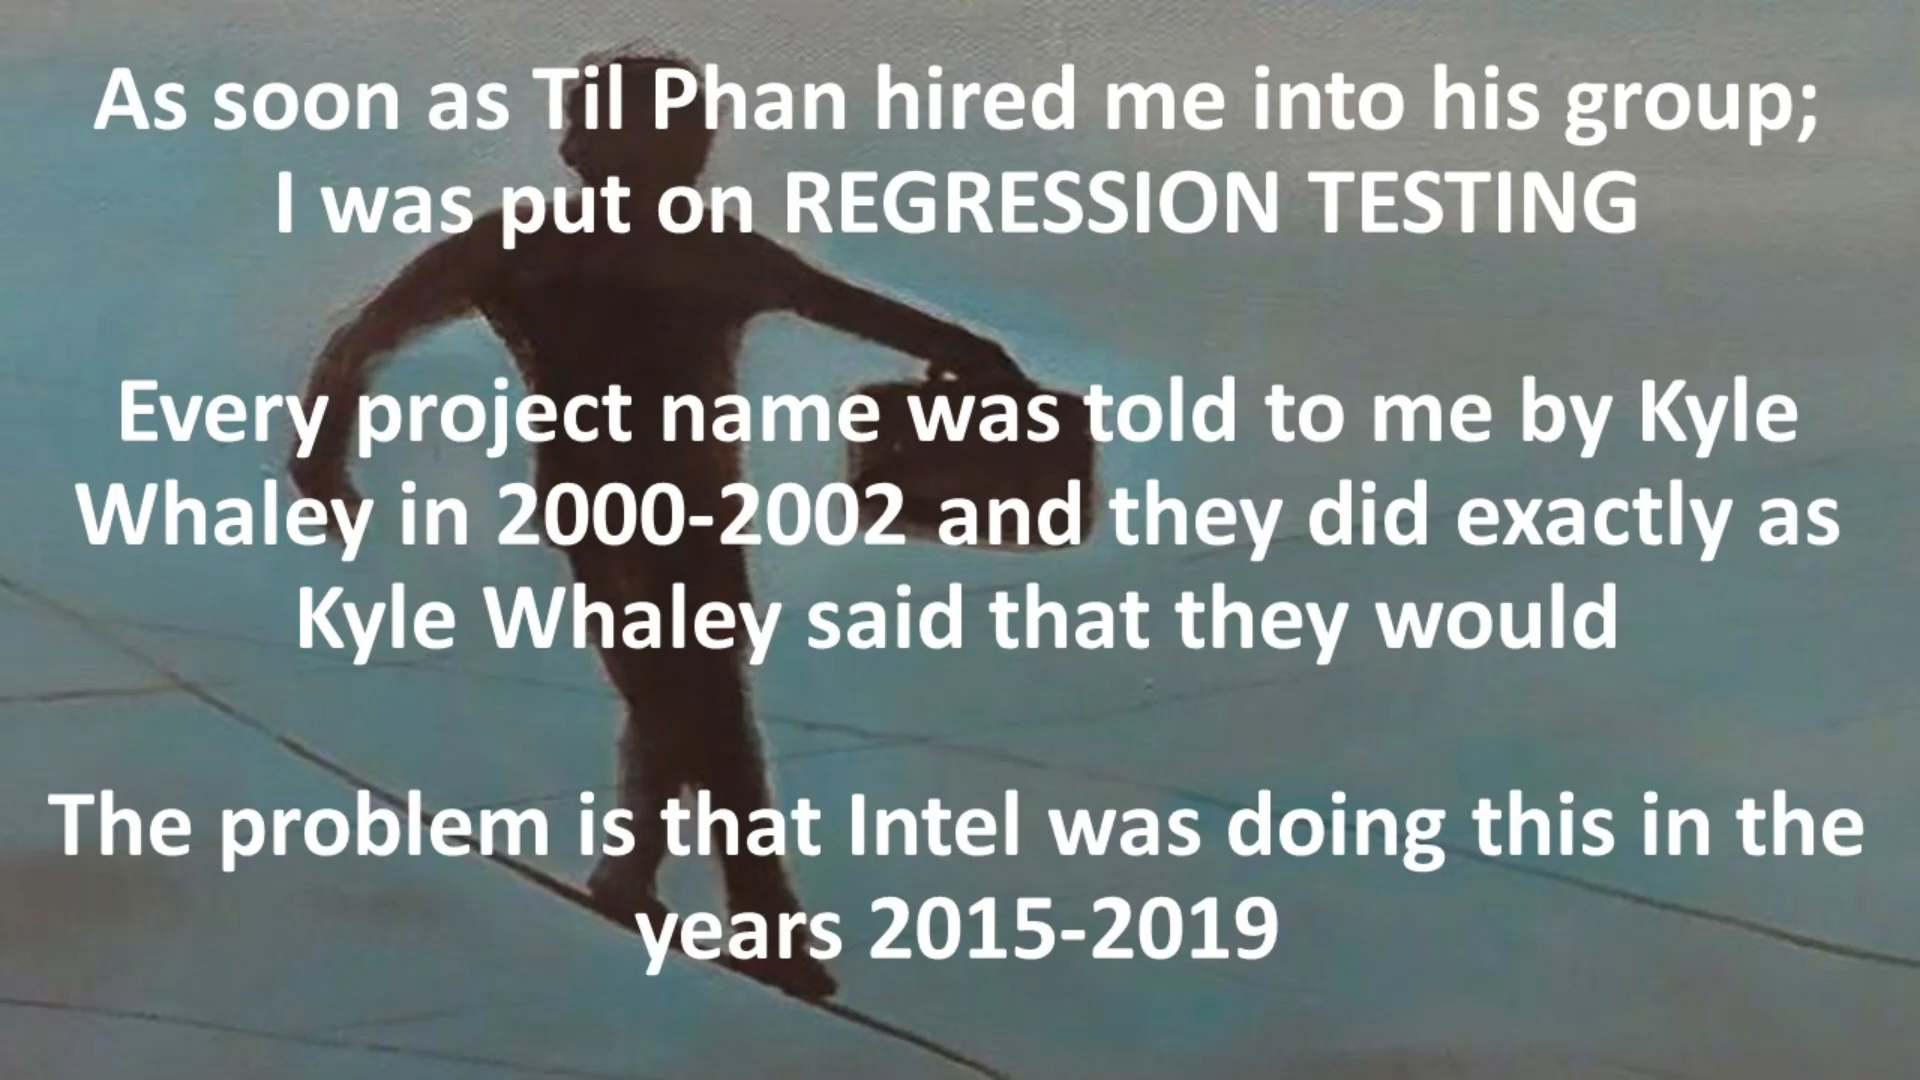 As soon as Til Phan hired me into his group;
I was put on REGRESSION TESTING
Every project name was told to me by Kyle
Whaley in 2000-2002 and they did exactly as
Kyle Whaley said that they would
The problem is that Intel was doing this in the
years 2015-2019